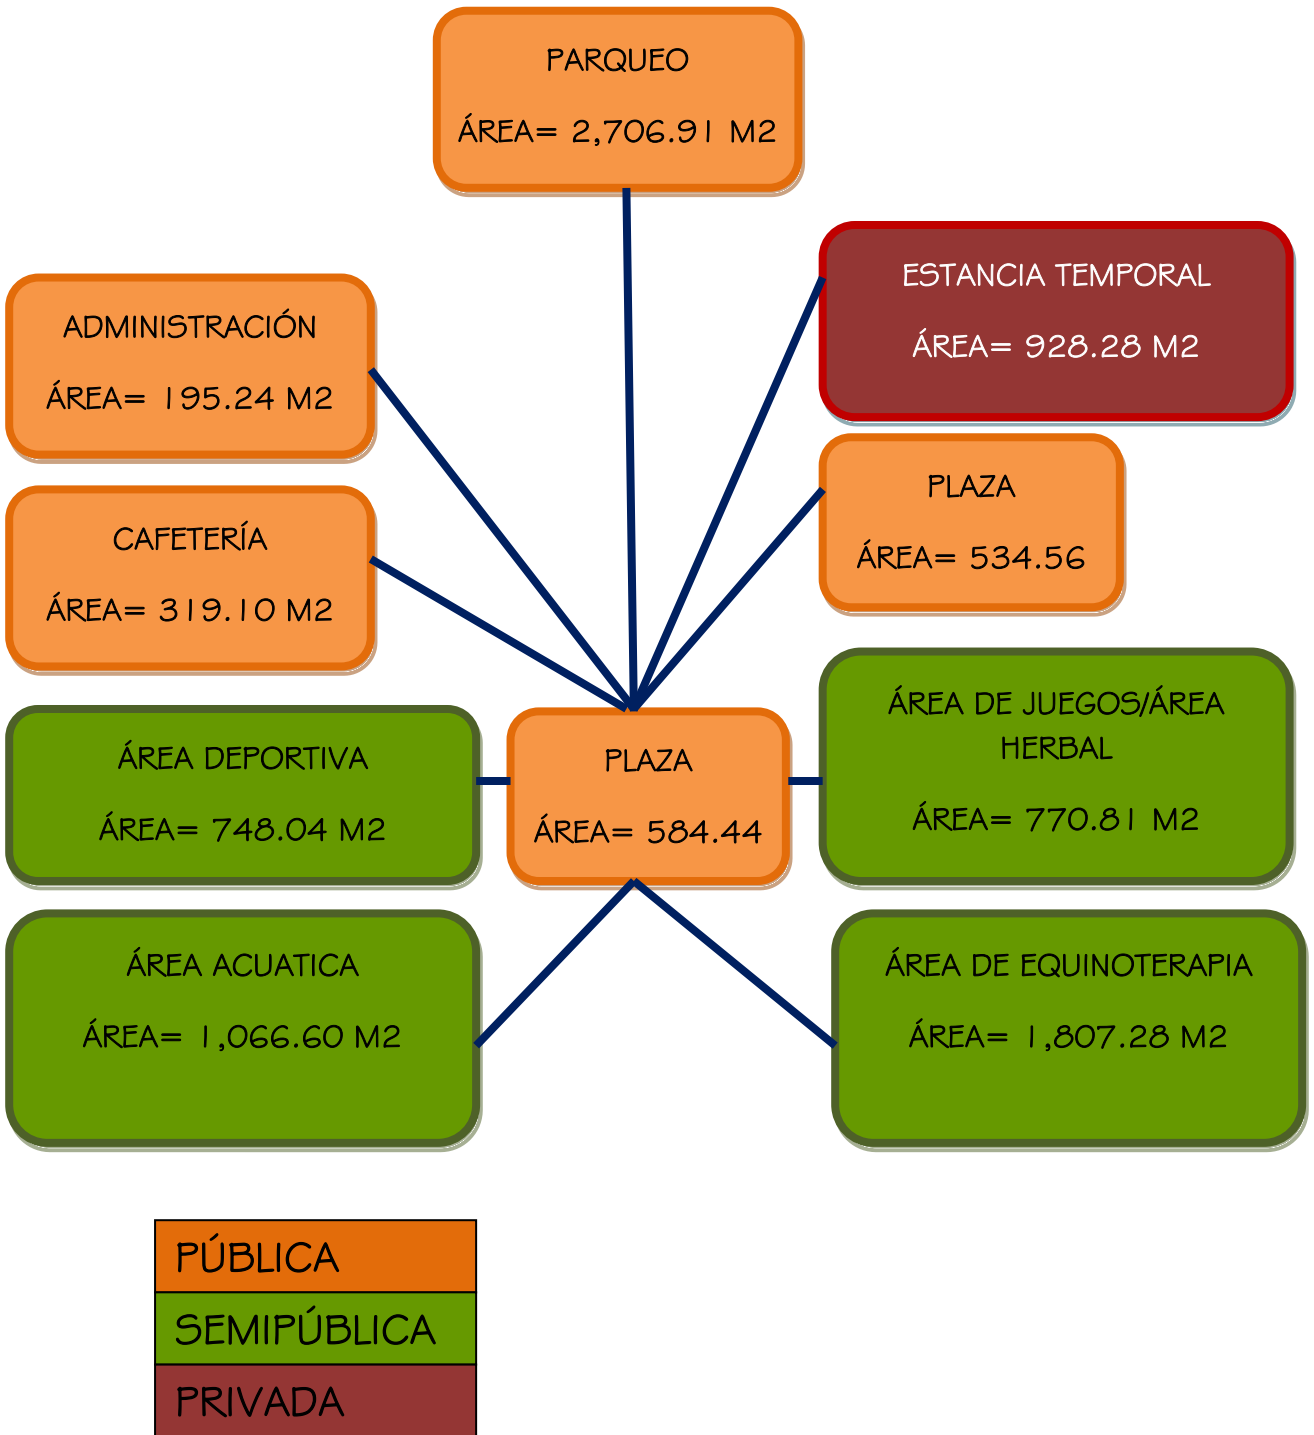 PARQUEO
ÁREA= 2,706.91 M2
ESTANCIA TEMPORAL
ÁREA= 928.28 M2
ADMINISTRACIÓN
ÁREA= 195.24 M2
PLAZA
ÁREA= 534.56
CAFETERÍA
ÁREA= 319.10 M2
ÁREA DE JUEGOS/ÁREA
HERBAL
ÁREA= 770.81 M2
ÁREA DEPORTIVA
ÁREA= 748.04 M2
PLAZA
ÁREA= 584.44
ÁREA ACUATICA
ÁREA= 1,066.60 M2
ÁREA DE EQUINOTERAPIA
ÁREA= 1,807.28 M2
PÚBLICA
SEMIPÚBLICA
PRIVADA